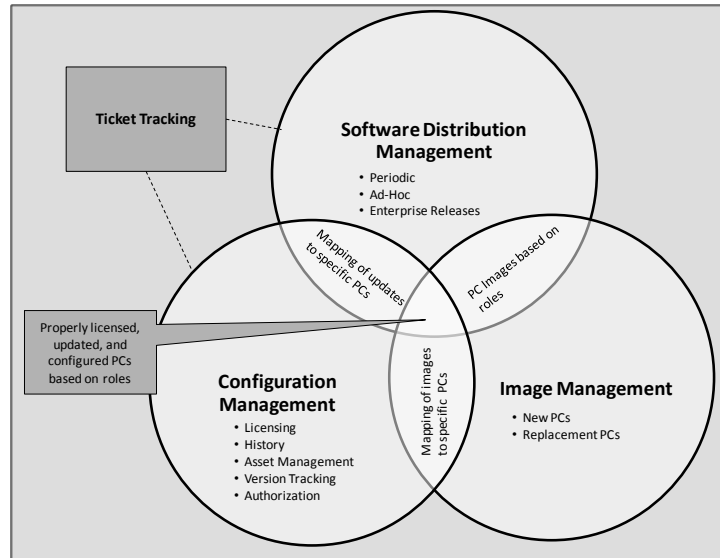 Ticket Tracking
Software Distribution
Management
• Periodic
• Ad-Hoc
• Enterprise Releases
Mapping of updates
to specific PCs
PC Images based on
roles
Properly licensed,
updated, and
configured PCs
based on roles
Configuration
Management
• Licensing
• History
• Asset Management
• Version Tracking
• Authorization
Mapping of images
to specific PCs
Image Management
• New PCs
• Replacement PCs